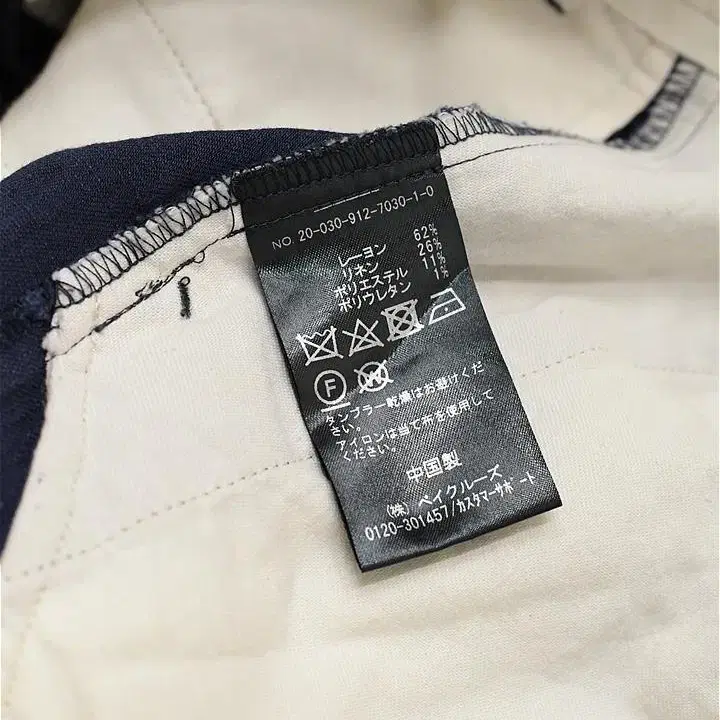 NO. 20-030-912-7030-1-0
レーヨン 62%
リネン 26%
ポリエステル 11%
ポリウレタン 1%
F W
タンブラー乾燥はお避けくだ
さい。
アイロンは当て布を使用して
ください。
中国製
(株) ベイクルーズ
0120-301457/カスタマーサポート